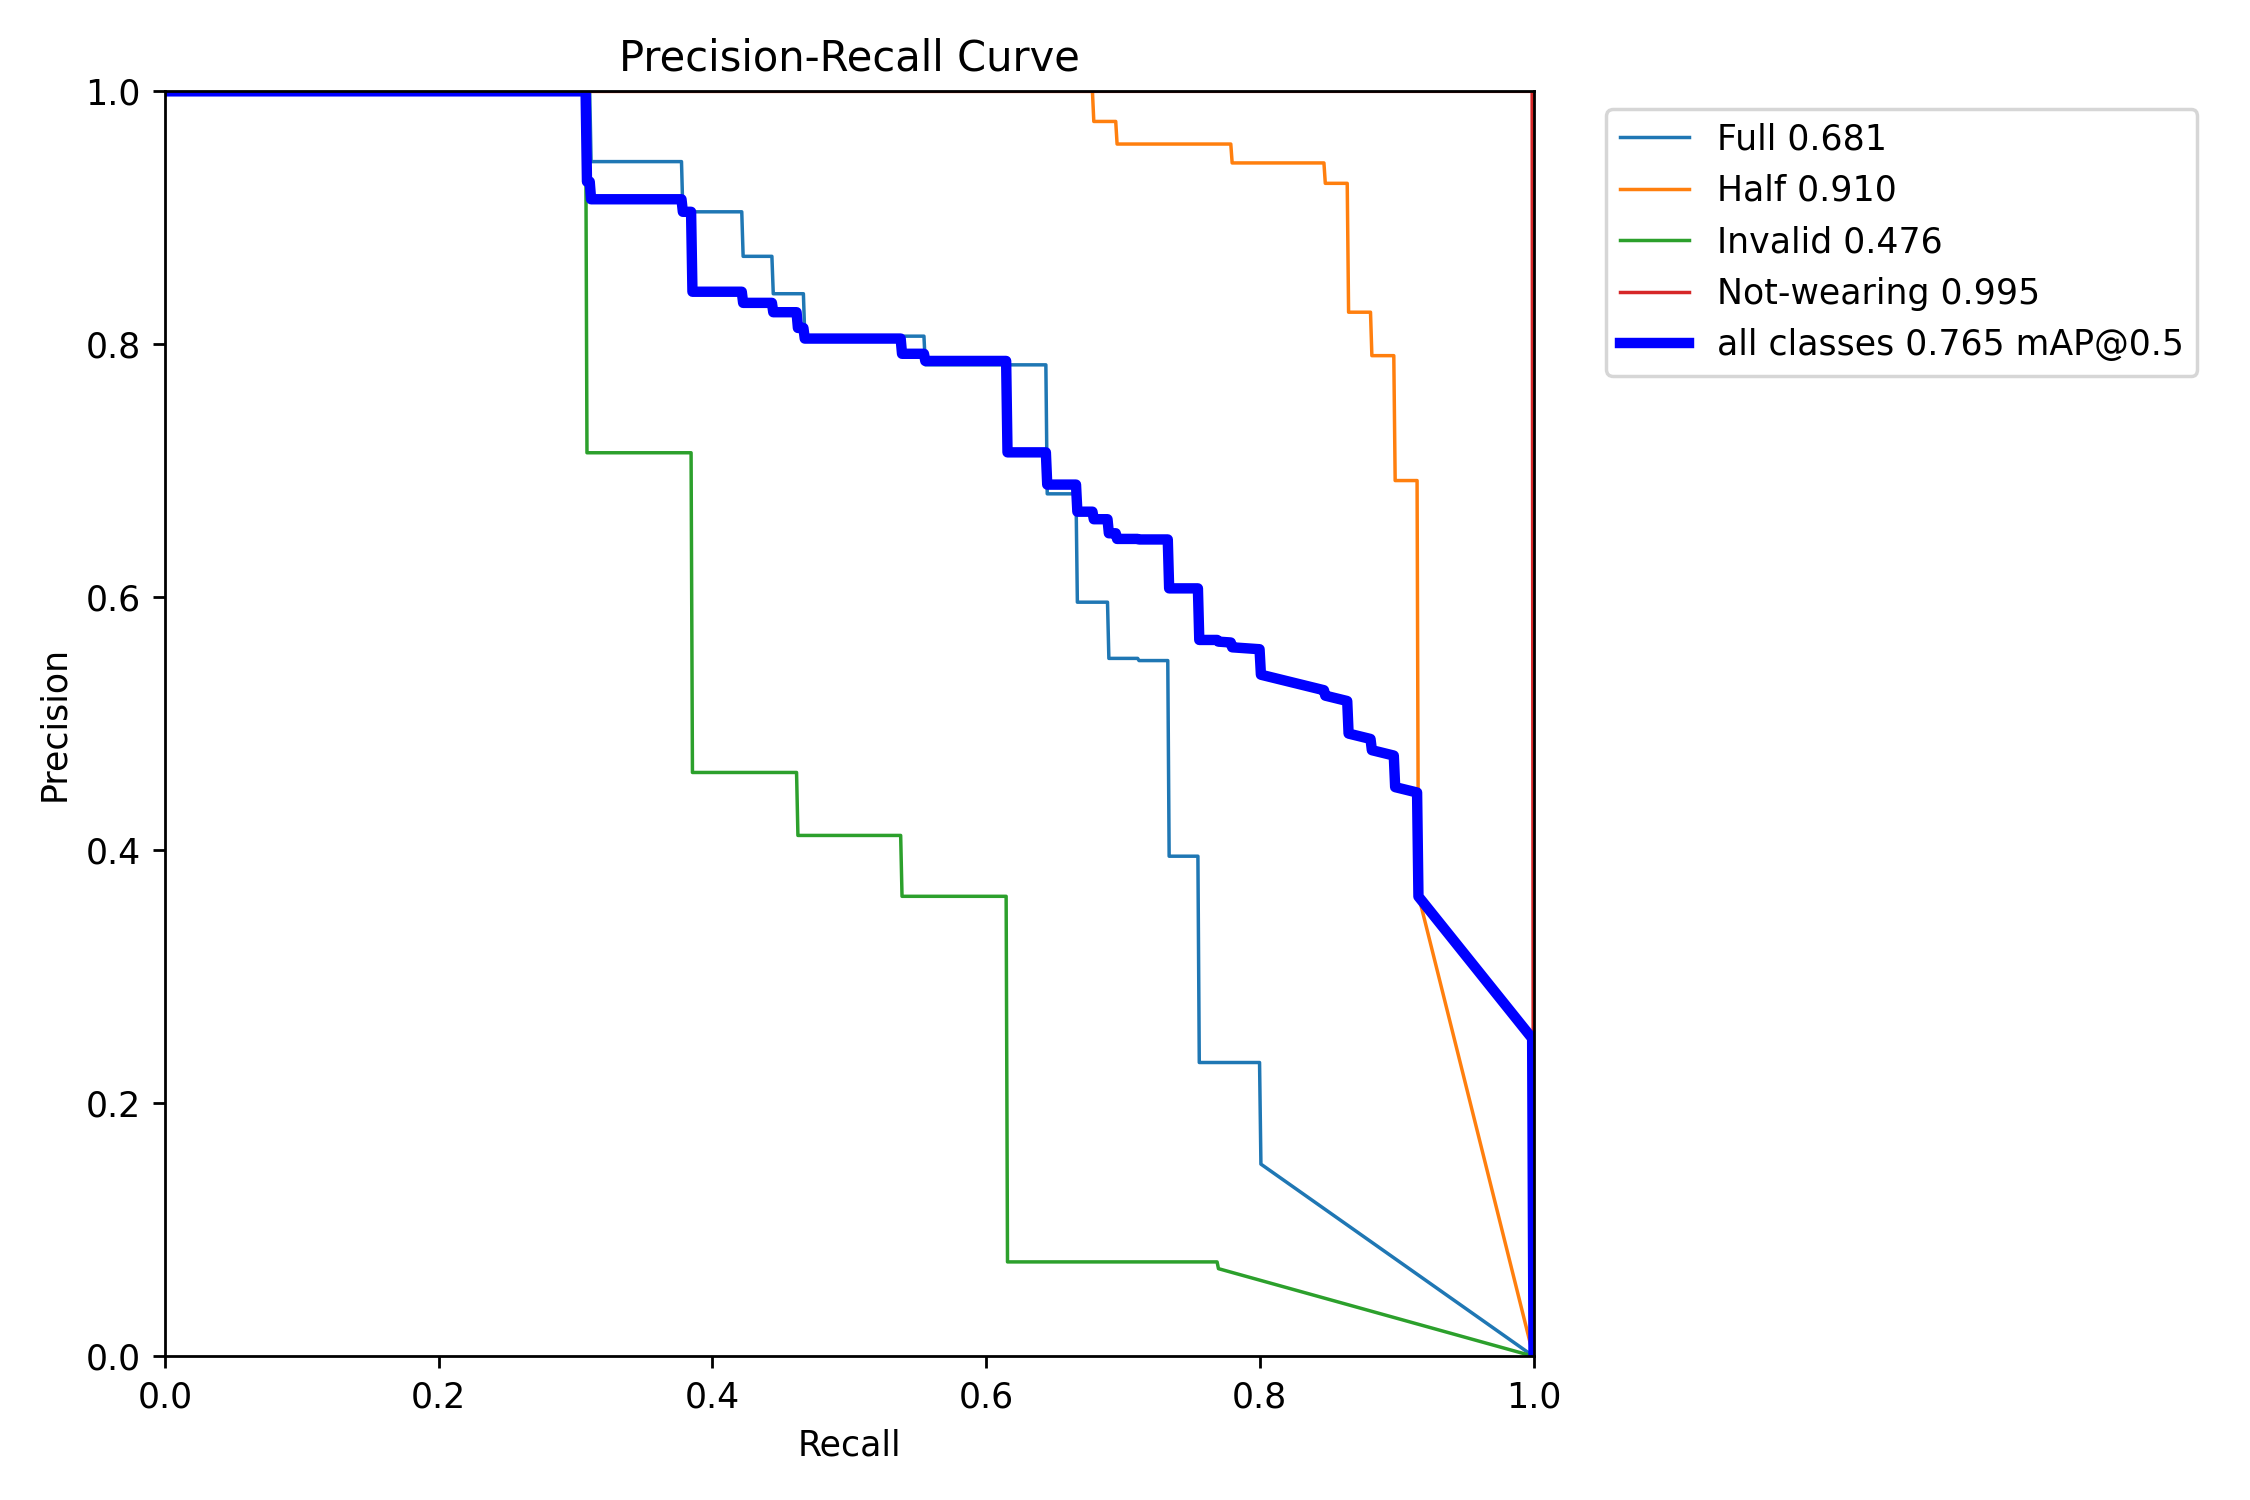 Precision-Recall Curve
1.0
0.8
0.6
0.4
0.2
0.0
Precision
0.0 0.2 0.4 0.6 0.8 1.0
Recall
Full 0.681
Half 0.910
Invalid 0.476
Not-wearing 0.995
all classes 0.765 mAP@0.5